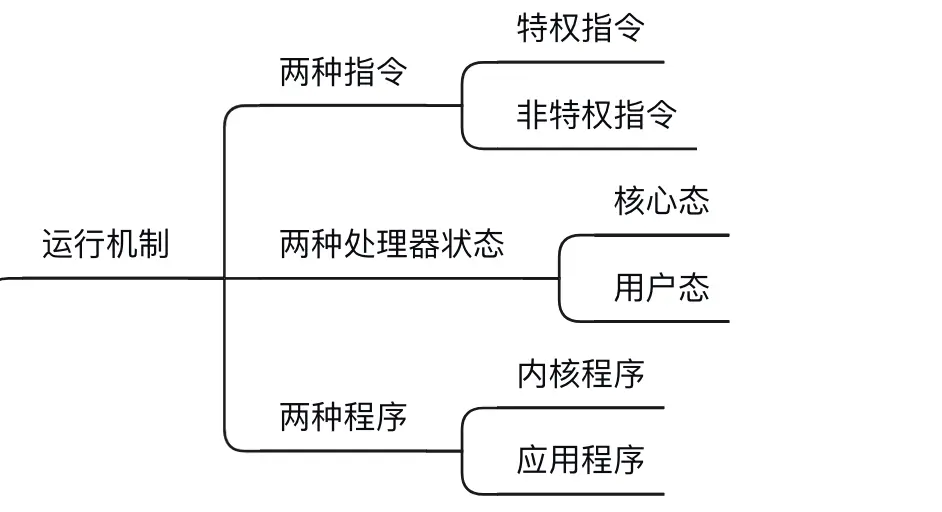 运行机制
两种指令
特权指令
非特权指令
两种处理器状态
核心态
用户态
两种程序
内核程序
应用程序